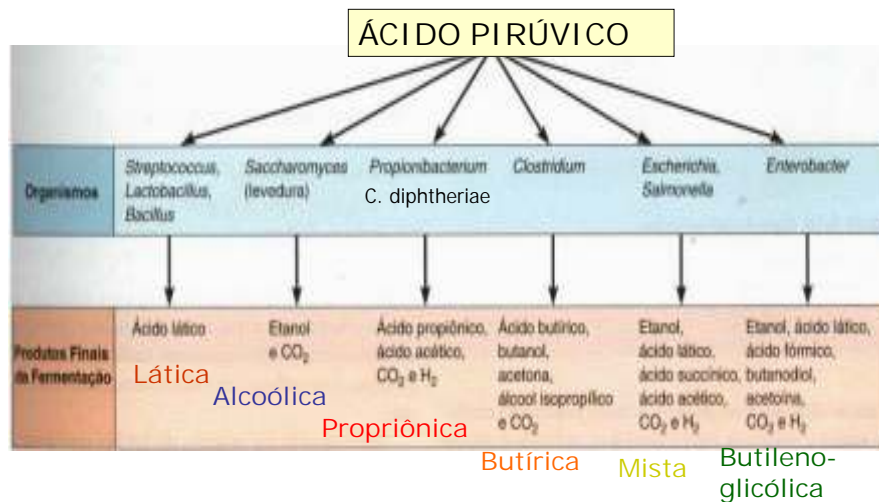 ÁCIDO PIRÚVICO
Organismos
Streptococcus,
Lactobacillus,
Bacillus
Saccharomyces
(levedura)
Propionibacterium
C. diphtheriae
Clostridium
Escherichia,
Salmonella
Enterobacter
Produtos Finais
da Fermentação
Ácido lático
Lática
Etanol
e CO₂
Alcoólica
Ácido propiônico,
ácido acético,
CO₂ e H₂
Propriônica
Ácido butírico,
butanol,
acetona,
álcool isopropílico
e CO₂
Butírica
Etanol,
ácido lático,
ácido succínico,
ácido acético,
CO₂ e H₂
Mista
Etanol, ácido lático,
ácido fórmico,
butanodiol,
acetoína,
CO₂ e H₂
Butileno-
glicólica